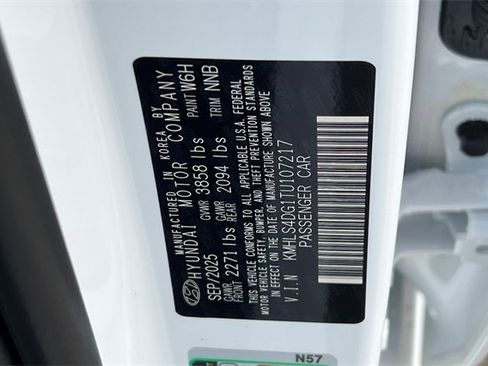 MANUFACTURED IN KOREA BY
HYUNDAI MOTOR COMPANY
SEP/2025 GVWR 3858 lbs PAINT W6H
GAWR FRONT 2271 lbs GAWR REAR 2094 lbs TRIM NNB
THIS VEHICLE CONFORMS TO ALL APPLICABLE U.S.A. FEDERAL
MOTOR VEHICLE SAFETY, BUMPER, AND THEFT PREVENTION STANDARDS
IN EFFECT ON THE DATE OF MANUFACTURE SHOWN ABOVE
V.I.N KMHLS4DG1TU107217
PASSENGER CAR
N57